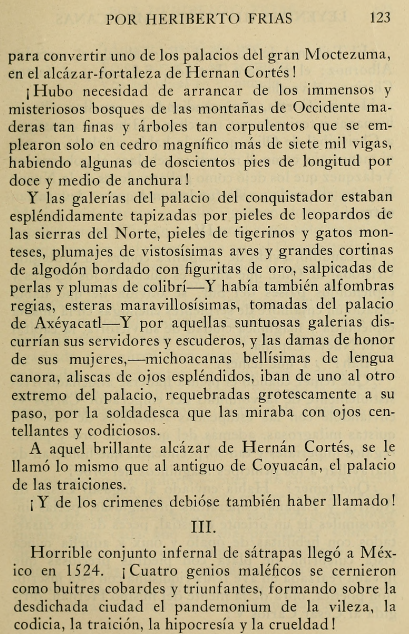 POR HERIBERTO FRIAS 123
para convertir uno de los palacios del gran Moctezuma,
en el alcázar-fortaleza de Hernan Cortés!
¡Hubo necesidad de arrancar de los immensos y
misteriosos bosques de las montañas de Occidente ma-
deras tan finas y árboles tan corpulentos que se em-
plearon solo en cedro magnífico más de siete mil vigas,
habiendo algunas de doscientos pies de longitud por
doce y medio de anchura!
Y las galerías del palacio del conquistador estaban
espléndidamente tapizadas por pieles de leopardos de
las sierras del Norte, pieles de tigerinos y gatos mon-
teses, plumajes de vistosísimas aves y grandes cortinas
de algodón bordado con figuritas de oro, salpicadas de
perlas y plumas de colibrí—Y había también alfombras
regias, esteras maravillosísimas, tomadas del palacio
de Axéyacatl—Y por aquellas suntuosas galerias dis-
currían sus servidores y escuderos, y las damas de honor
de sus mujeres,—michoacanas bellísimas de lengua
canora, aliscas de ojos espléndidos, iban de uno al otro
extremo del palacio, requebradas grotescamente a su
paso, por la soldadesca que las miraba con ojos cen-
tellantes y codiciosos.
A aquel brillante alcázar de Hernán Cortés, se le
llamó lo mismo que al antiguo de Coyuacán, el palacio
de las traiciones.
¡Y de los crimenes debióse también haber llamado!
III.
Horrible conjunto infernal de sátrapas llegó a Méx-
ico en 1524. ¡Cuatro genios maléficos se cernieron
como buitres cobardes y triunfantes, formando sobre la
desdichada ciudad el pandemonium de la vileza, la
codicia, la traición, la hipocresía y la crueldad!